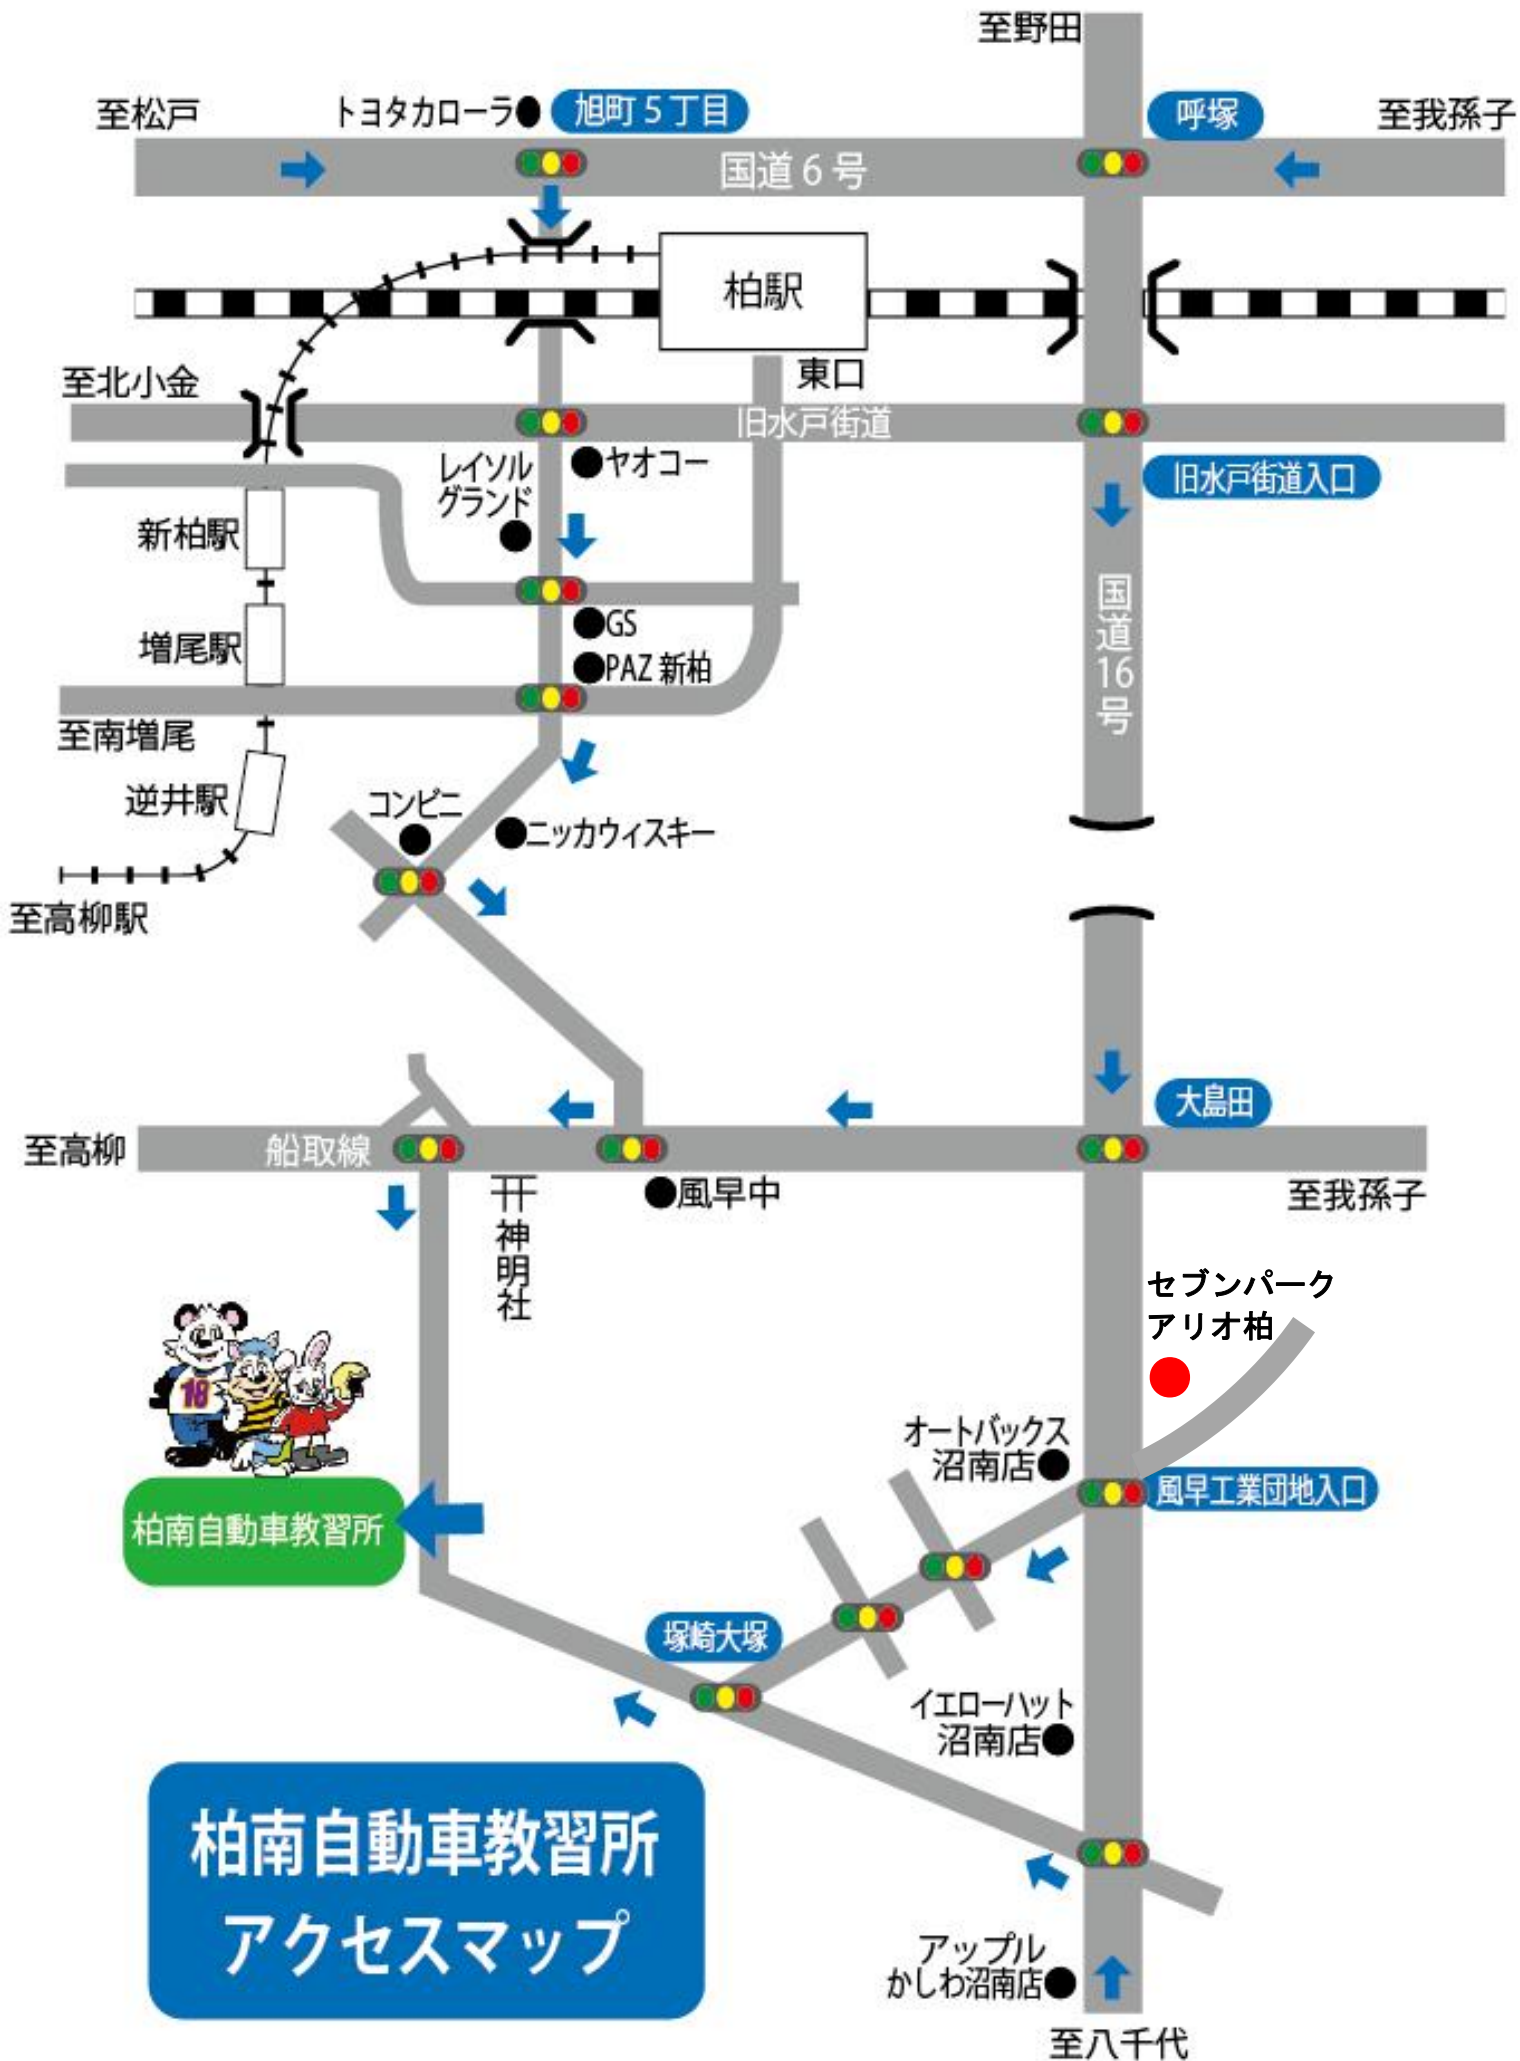 至野田
至松戸
トヨタカローラ
旭町5丁目
呼塚
至我孫子
国道6号
柏駅
東口
至北小金
旧水戸街道
レイソル
グランド
ヤオコー
旧水戸街道入口
新柏駅
国道16号
GS
増尾駅
PAZ 新柏
至南増尾
逆井駅
コンビニ
ニッカウィスキー
至高柳駅
大島田
至高柳
船取線
風早中
至我孫子
神明社
セブンパーク
アリオ柏
18
オートバックス
沼南店
風早工業団地入口
柏南自動車教習所
塚崎大塚
イエローハット
沼南店
柏南自動車教習所
アクセスマップ
アップル
かしわ沼南店
至八千代